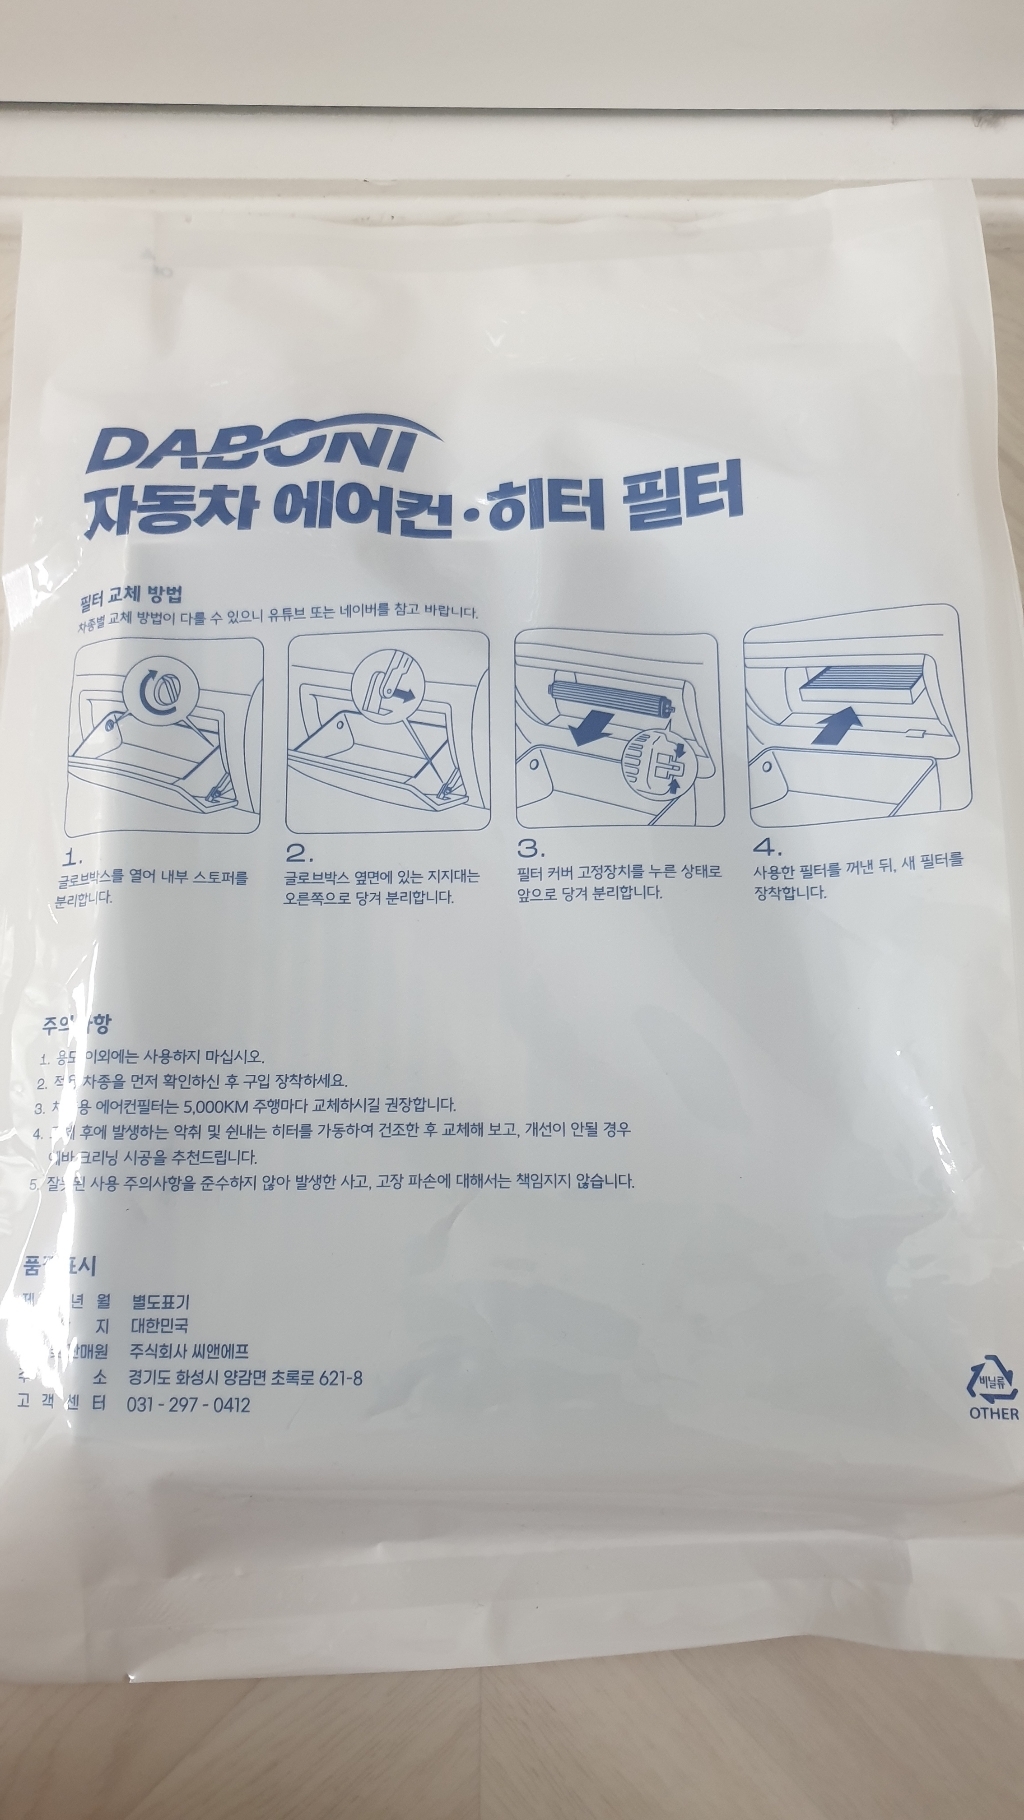 DABONI
자동차 에어컨·히터 필터
필터 교체 방법
차종별 교체 방법이 다를 수 있으니 유튜브 또는 네이버를 참고 바랍니다.
1.
글로브박스를 열어 내부 스토퍼를
분리합니다.
2.
글로브박스 옆면에 있는 지지대는
오른쪽으로 당겨 분리합니다.
3.
필터 커버 고정장치를 누른 상태로
앞으로 당겨 분리합니다.
4.
사용한 필터를 꺼낸 뒤, 새 필터를
장착합니다.
1. 용도 이외에는 사용하지 마십시오.
2. 차종을 먼저 확인하신 후 구입 장착하세요.
3. 에어컨필터는 5,000KM 주행마다 교체하시길 권장합니다.
4. 후에 발생하는 악취 및 쉰내는 히터를 가동하여 건조한 후 교체해 보고, 개선이 안될 경우
시공을 추천드립니다.
5. 잘못된 사용 주의사항을 준수하지 않아 발생한 사고, 고장 파손에 대해서는 책임지지 않습니다.
년 월 별도표기
지 대한민국
주식회사 씨앤에프
소 경기도 화성시 양감면 초록로 621-8
고 객 센 터 031 - 297 - 0412
비닐류
OTHER